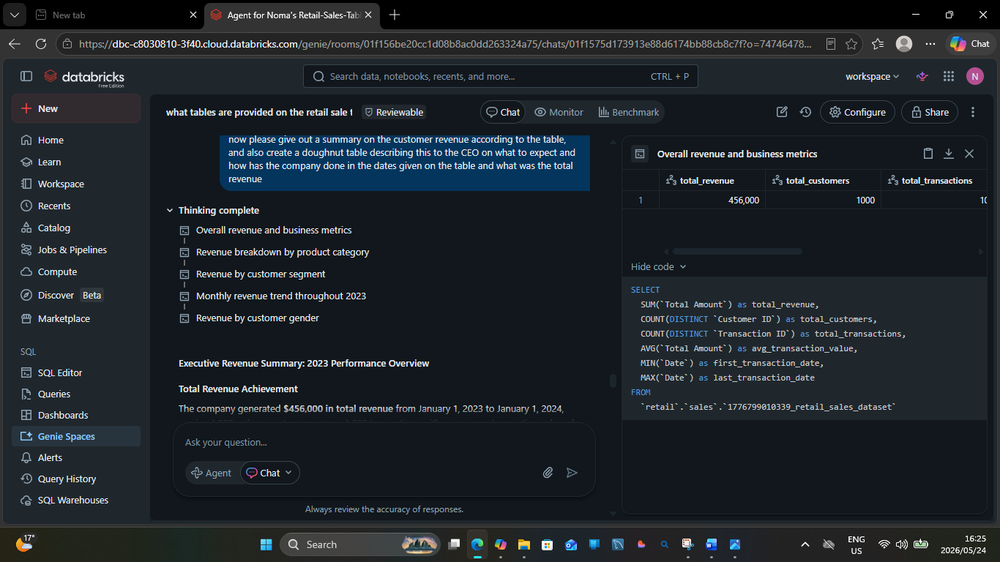 New tab
Agent for Noma's Retail-Sales-Tab
https://dbc-c8030810-3f40.cloud.databricks.com/genie/rooms/01f156be20cc1d08b8ac0dd263324a75/chats/01f1575d173913e88d6174bb88cb8c7f?o=74746478...
Chat
databricks
Free Edition
Search data, notebooks, recents, and more...
CTRL + P
workspace
N
New
Home
Learn
Workspace
Recents
Catalog
Jobs & Pipelines
Compute
Discover Beta
Marketplace
SQL
SQL Editor
Queries
Dashboards
Genie Spaces
Alerts
Query History
SQL Warehouses
what tables are provided on the retail sale t
Reviewable
Chat
Monitor
Benchmark
Configure
Share
now please give out a summary on the customer revenue according to the table,
and also create a doughnut table describing this to the CEO on what to expect and
how has the company done in the dates given on the table and what was the total
revenue
Thinking complete
Overall revenue and business metrics
Revenue breakdown by product category
Revenue by customer segment
Monthly revenue trend throughout 2023
Revenue by customer gender
Executive Revenue Summary: 2023 Performance Overview
Total Revenue Achievement
The company generated $456,000 in total revenue from January 1, 2023 to January 1, 2024,
Ask your question...
Agent
Chat
Always review the accuracy of responses.
Overall revenue and business metrics
total_revenue total_customers total_transactions
1 456,000 1000 10
Hide code
SELECT
SUM(`Total Amount`) as total_revenue,
COUNT(DISTINCT `Customer ID`) as total_customers,
COUNT(DISTINCT `Transaction ID`) as total_transactions,
AVG(`Total Amount`) as avg_transaction_value,
MIN(`Date`) as first_transaction_date,
MAX(`Date`) as last_transaction_date
FROM
`retail`.`sales`.`1776799010339_retail_sales_dataset`
17°
Search
ENG
US
16:25
2026/05/24